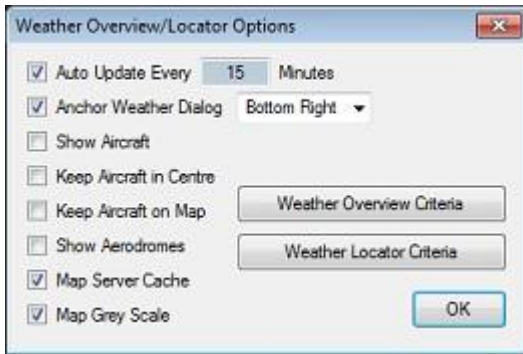 Weather Overview/Locator Options
Auto Update Every 15 Minutes
Anchor Weather Dialog Bottom Right
Show Aircraft
Keep Aircraft in Centre
Keep Aircraft on Map
Weather Overview Criteria
Show Aerodromes
Weather Locator Criteria
Map Server Cache
Map Grey Scale
OK